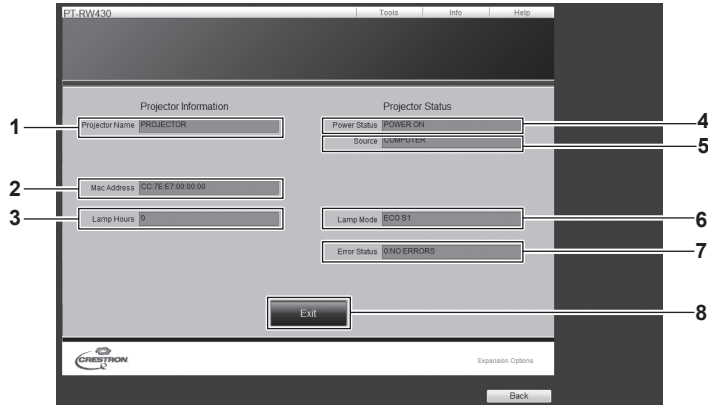 PT-RW430
Tools Info Help
Projector Information
Projector Status
1 Projector Name PROJECTOR
Power Status POWER ON 4
Source COMPUTER 5
2 Mac Address CC:7E:E7:00:00:00
3 Lamp Hours 0
Lamp Mode ECO S1 6
Error Status 0:NO ERRORS 7
Exit 8
CRESTRON
Expansion Options
Back